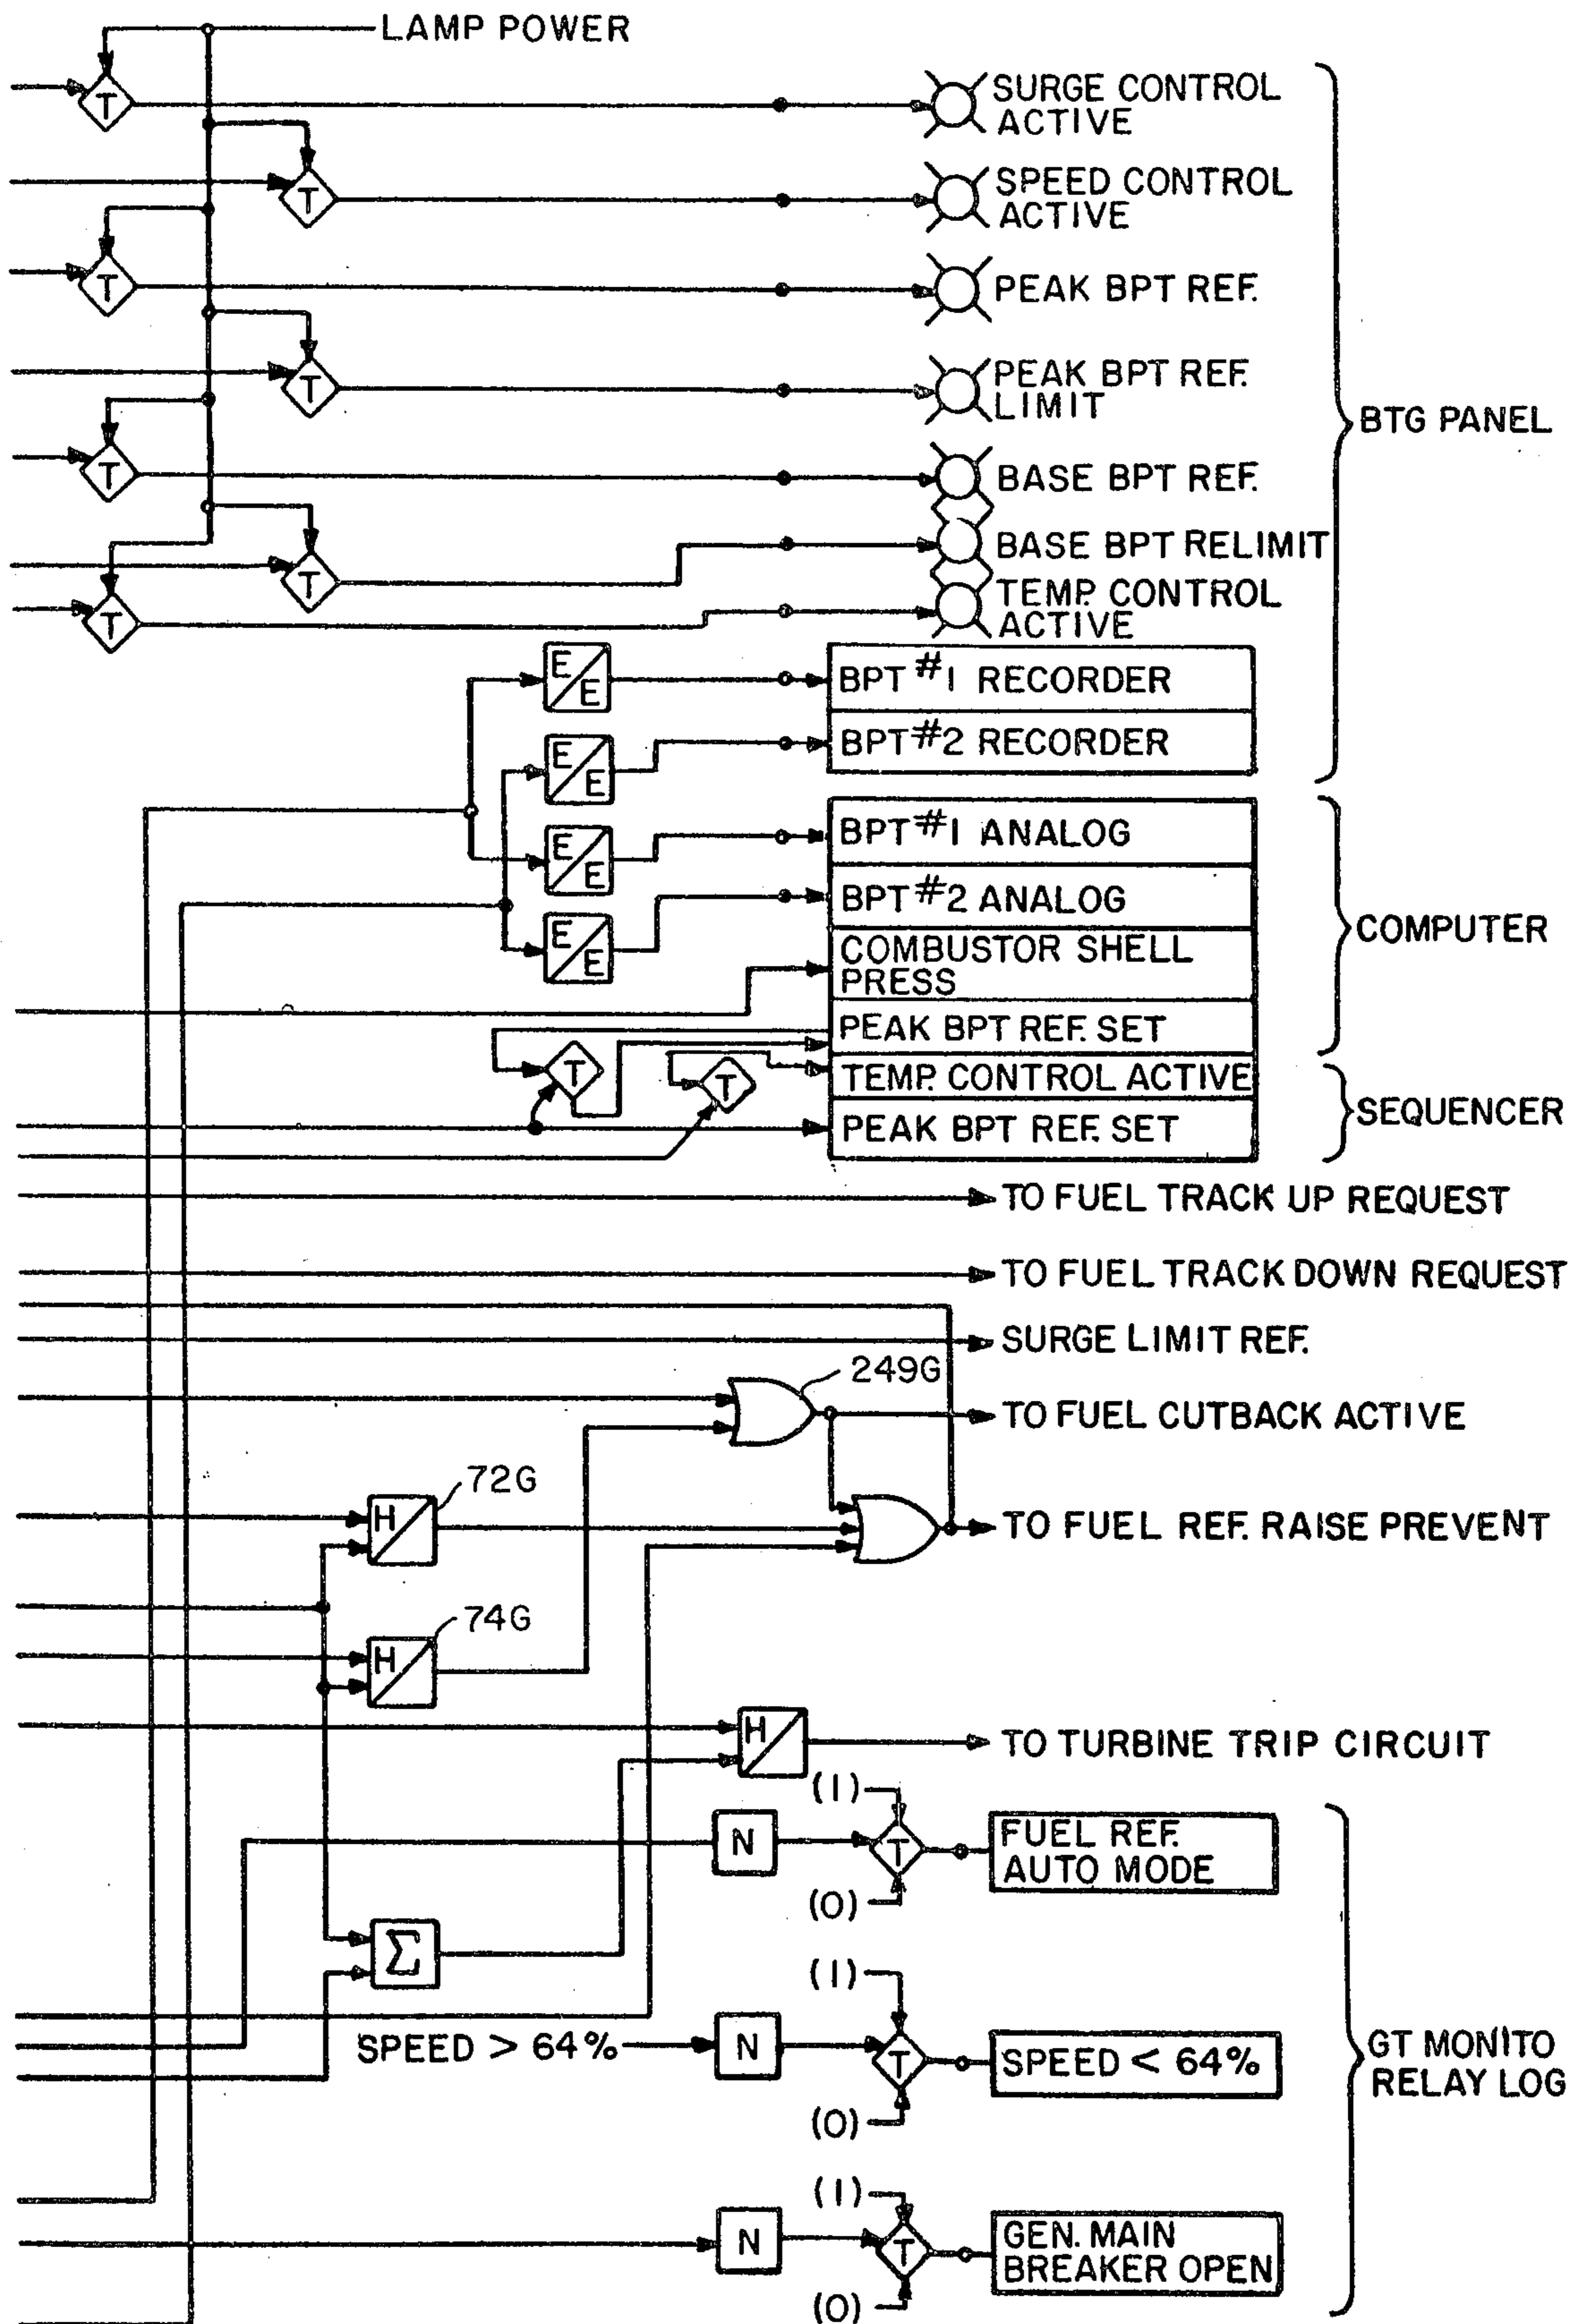 LAMP POWER
T
SURGE CONTROL
ACTIVE
T
SPEED CONTROL
ACTIVE
T
PEAK BPT REF.
T
PEAK BPT REF.
LIMIT
BTG PANEL
T
BASE BPT REF.
T
BASE BPT RELIMIT
T
TEMP. CONTROL
ACTIVE
E/E
BPT #1 RECORDER
E/E
BPT #2 RECORDER
E/E
BPT #1 ANALOG
E/E
BPT #2 ANALOG
COMPUTER
COMBUSTOR SHELL
PRESS
PEAK BPT REF. SET
T
T
TEMP. CONTROL ACTIVE
SEQUENCER
PEAK BPT REF. SET
TO FUEL TRACK UP REQUEST
TO FUEL TRACK DOWN REQUEST
SURGE LIMIT REF.
249G
TO FUEL CUTBACK ACTIVE
72G
H
TO FUEL REF. RAISE PREVENT
74G
H
H
TO TURBINE TRIP CIRCUIT
(1)
N
T
FUEL REF.
AUTO MODE
(0)
Σ
(1)
SPEED > 64%
N
T
SPEED < 64%
GT MONITO
RELAY LOG
(0)
(1)
N
T
GEN. MAIN
BREAKER OPEN
(0)